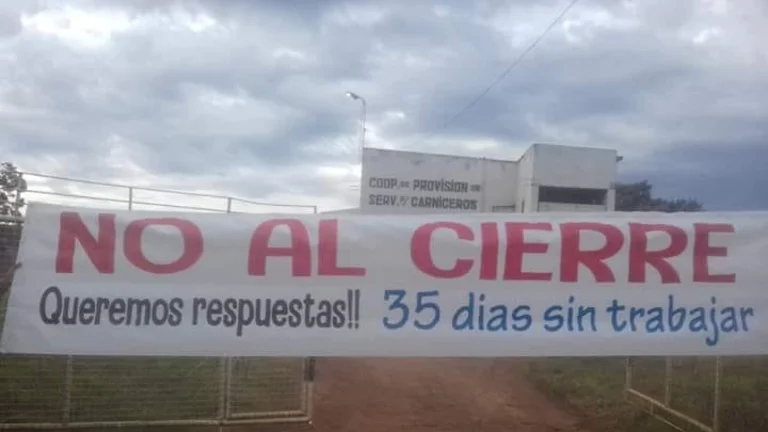 COOP. DE PROVISION DE
SERV. P/ CARNICEROS
NO AL CIERRE
Queremos respuestas!! 35 dias sin trabajar